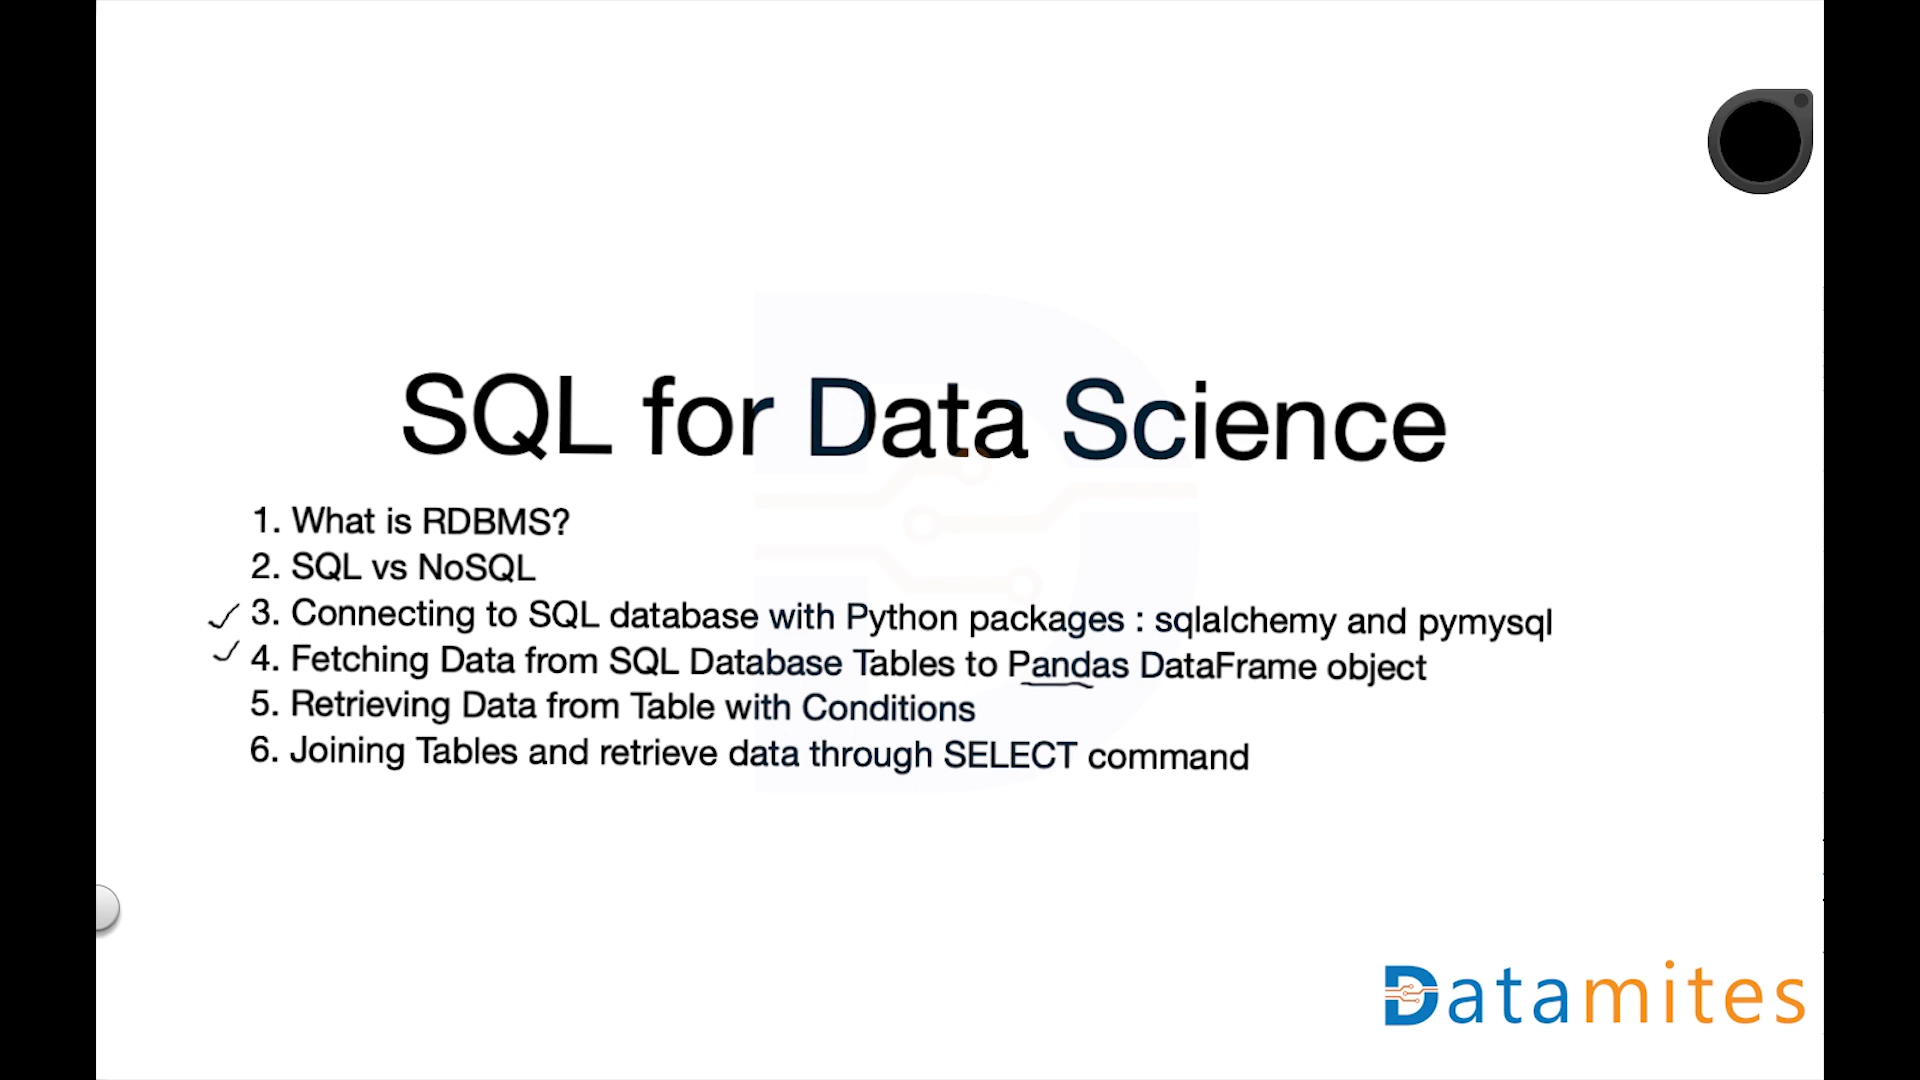 SQL for Data Science
1. What is RDBMS?
2. SQL vs NoSQL
3. Connecting to SQL database with Python packages : sqlalchemy and pymysql
4. Fetching Data from SQL Database Tables to Pandas DataFrame object
5. Retrieving Data from Table with Conditions
6. Joining Tables and retrieve data through SELECT command
Datamites